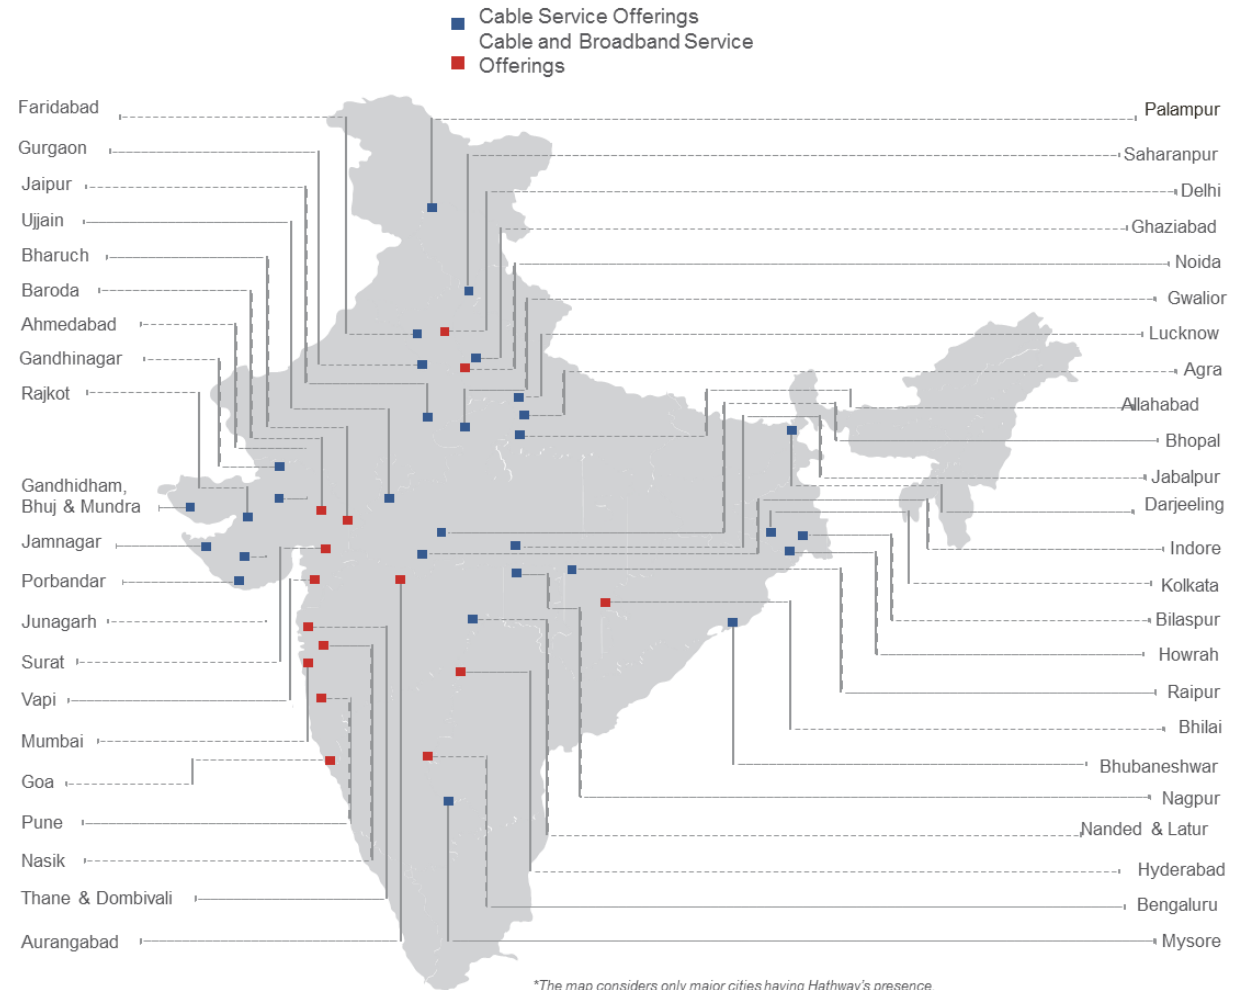 Cable Service Offerings
Cable and Broadband Service
Offerings
Faridabad
Gurgaon
Jaipur
Ujjain
Bharuch
Baroda
Ahmedabad
Gandhinagar
Rajkot
Gandhidham,
Bhuj & Mundra
Jamnagar
Porbandar
Junagarh
Surat
Vapi
Mumbai
Goa
Pune
Nasik
Thane & Dombivali
Aurangabad
Palampur
Saharanpur
Delhi
Ghaziabad
Noida
Gwalior
Lucknow
Agra
Allahabad
Bhopal
Jabalpur
Darjeeling
Indore
Kolkata
Bilaspur
Howrah
Raipur
Bhilai
Bhubaneshwar
Nagpur
Nanded & Latur
Hyderabad
Bengaluru
Mysore
*The map considers only major cities having Hathway's presence